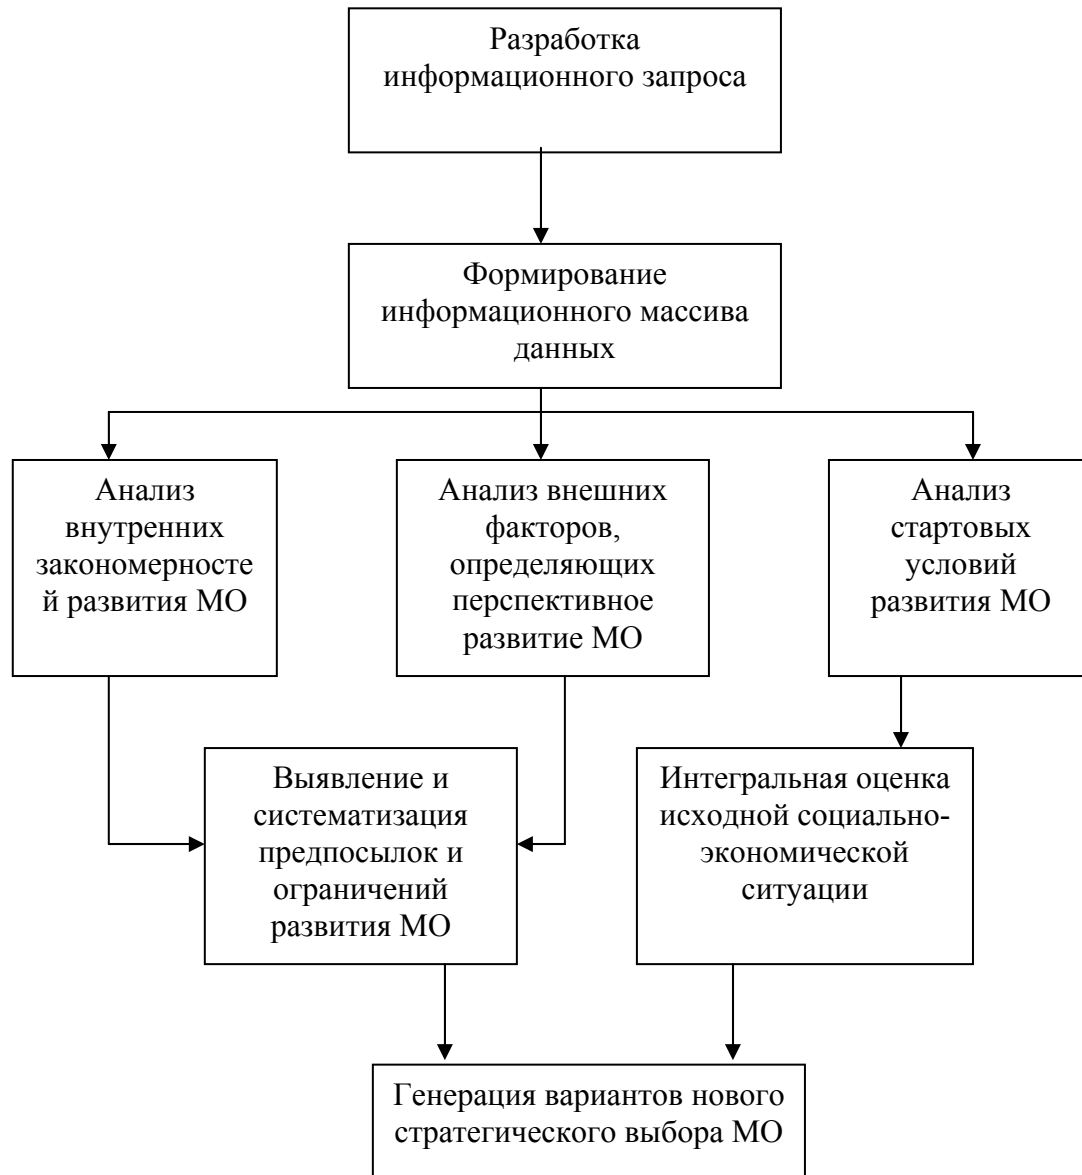 Разработка
информационного запроса
Формирование
информационного массива
данных
Анализ
внутренних
закономерносте
й развития МО
Анализ внешних
факторов,
определяющих
перспективное
развитие МО
Анализ
стартовых
условий
развития МО
Выявление и
систематизация
предпосылок и
ограничений
развития МО
Интегральная оценка
исходной социально-
экономической
ситуации
Генерация вариантов нового
стратегического выбора МО